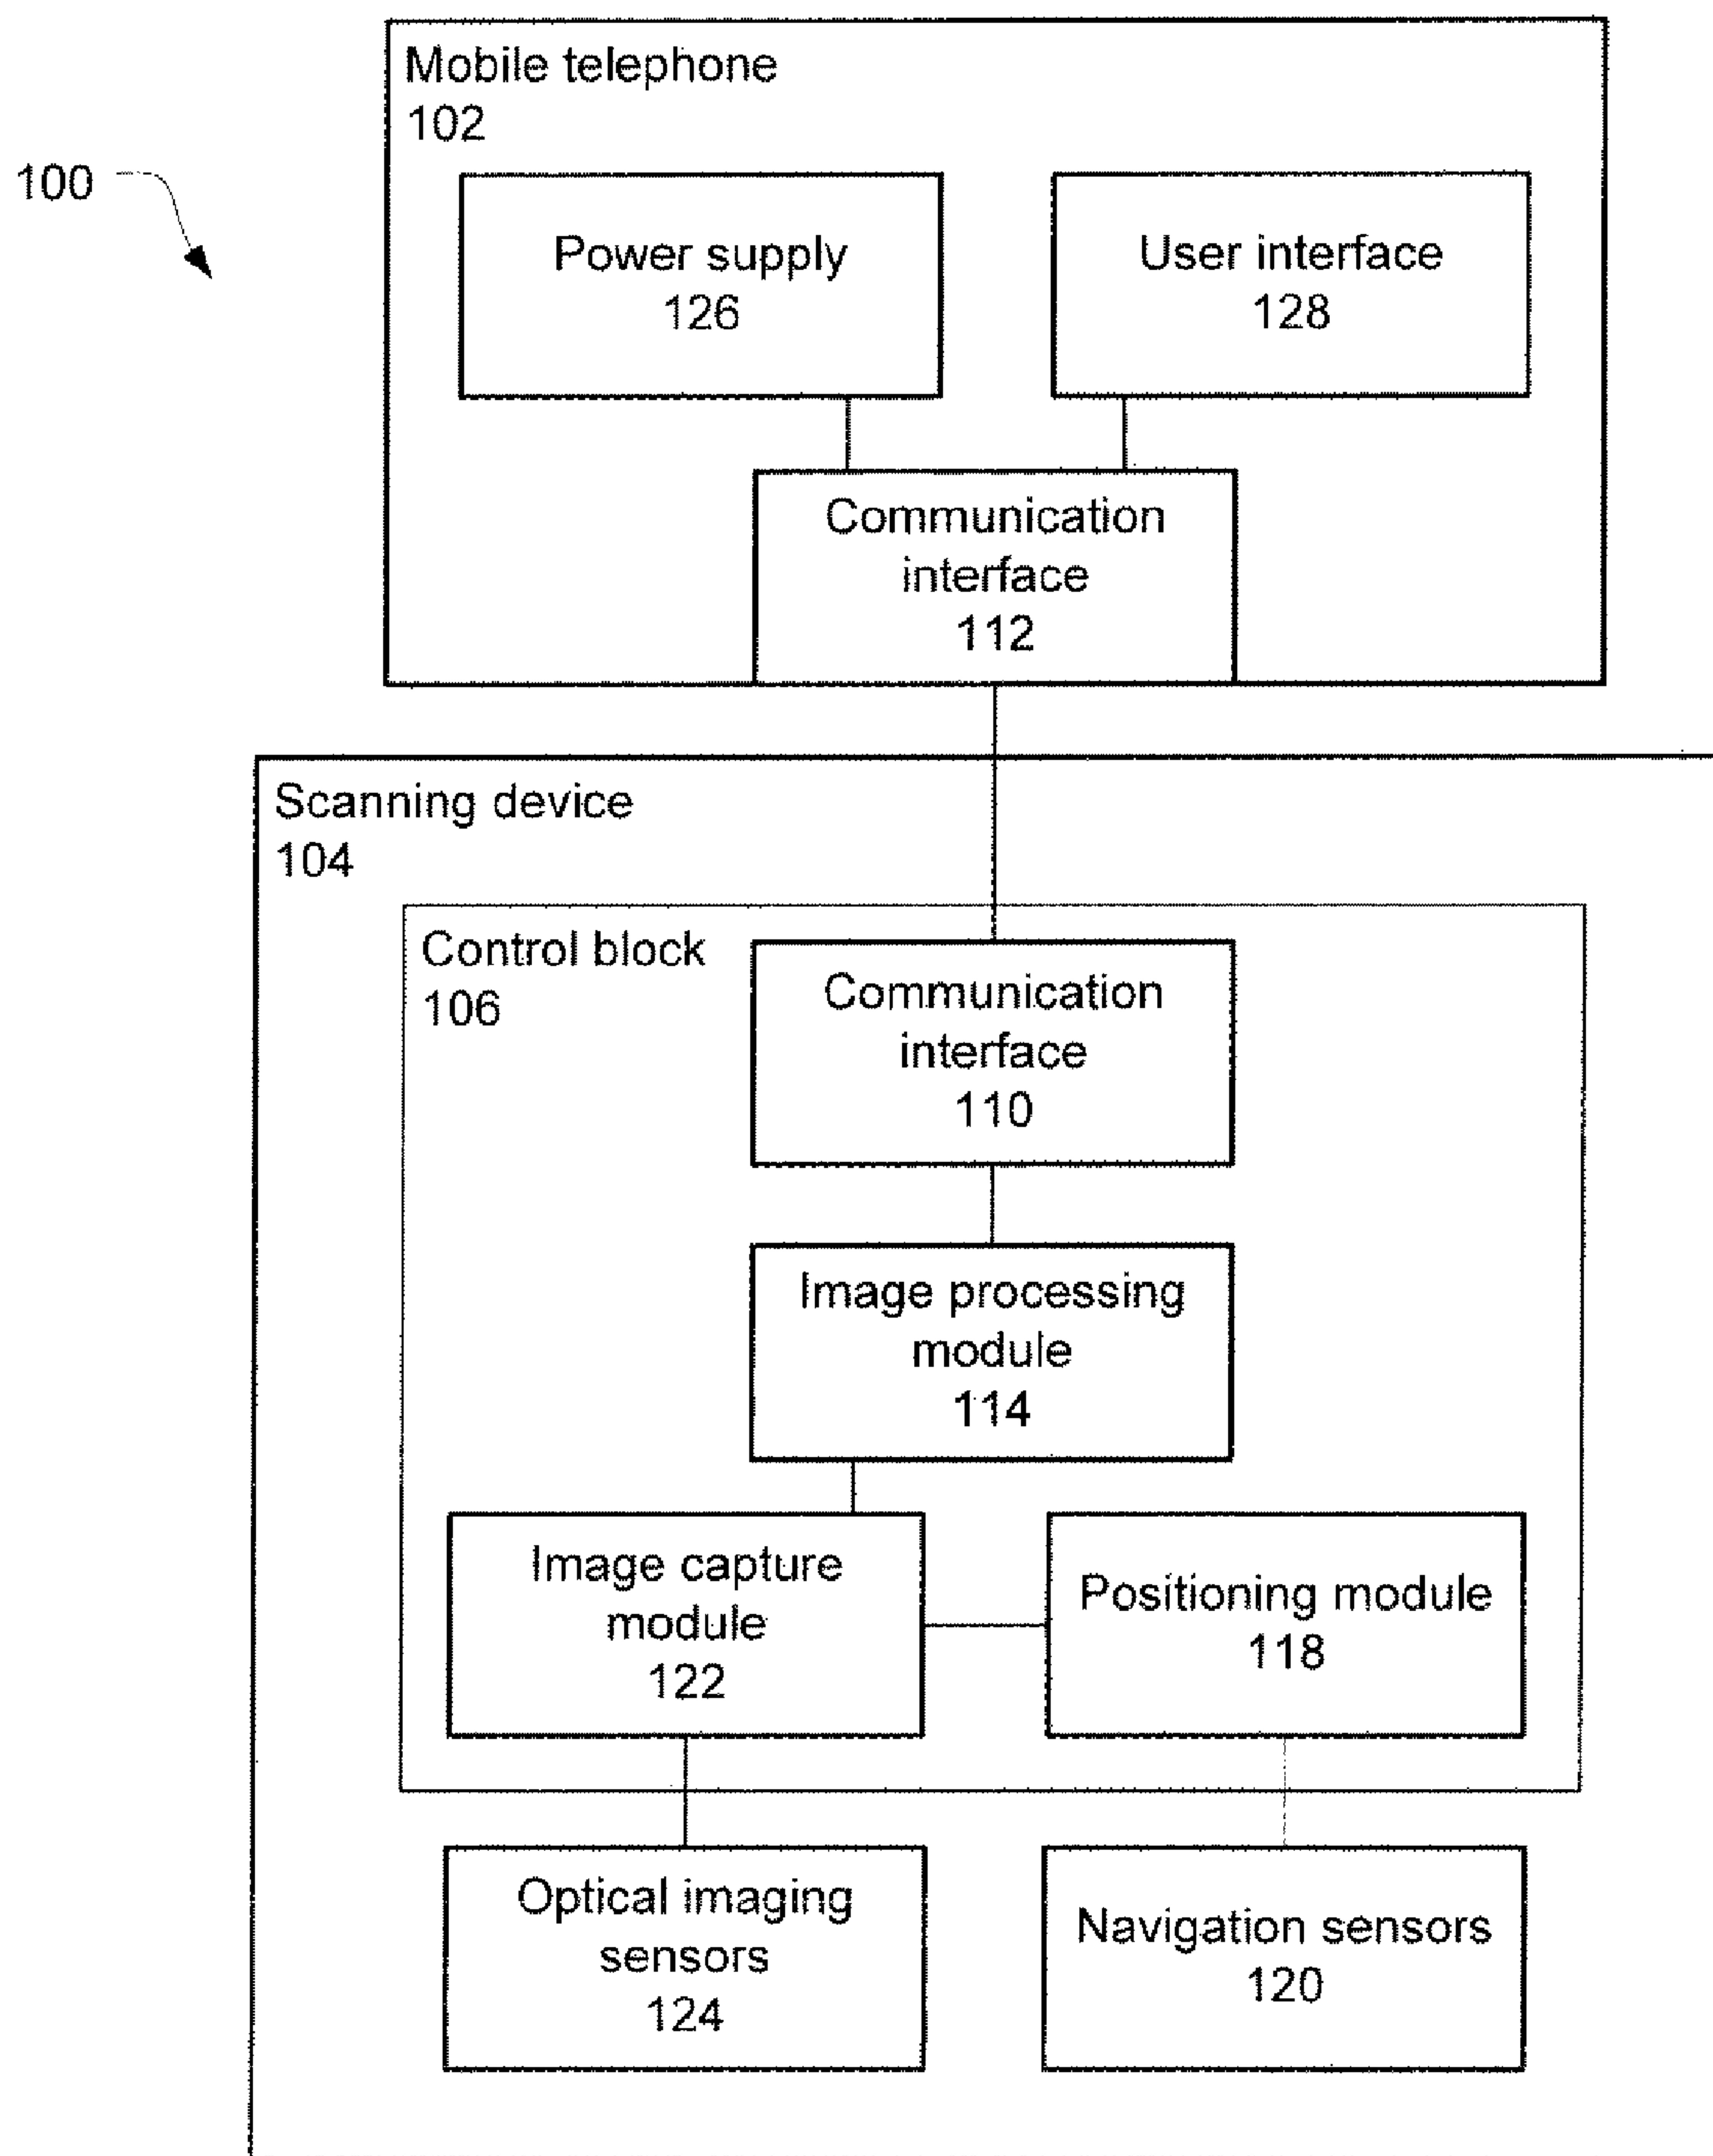 Mobile telephone
102
100
Power supply
126
User interface
128
Communication
interface
112
Scanning device
104
Control block
106
Communication
interface
110
Image processing
module
114
Image capture
module
122
Positioning module
118
Optical imaging
sensors
124
Navigation sensors
120